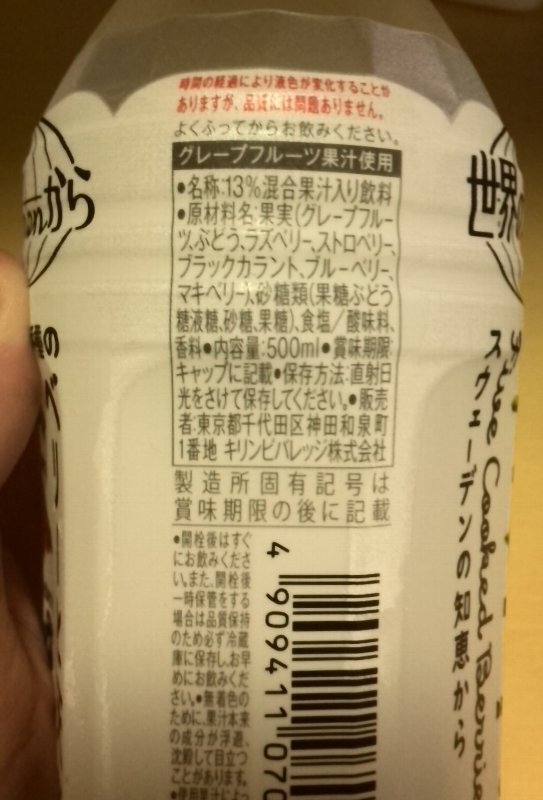 時間の経過により液色が変化することが
ありますが、品質には問題ありません。
よくふってからお飲みください。
グレープフルーツ果汁使用
●名称:13%混合果汁入り飲料
●原材料名:果実(グレープフルー
ツ、ぶどう、ラズベリー、ストロベリー、
ブラックカラント、ブルーベリー、
マキベリー)、砂糖類(果糖ぶどう
糖液糖、砂糖、果糖)、食塩/酸味料、
香料●内容量:500ml●賞味期限:
キャップに記載●保存方法:直射日
光をさけて保存してください。●販売
者:東京都千代田区神田和泉町
1番地 キリンビバレッジ株式会社
製造所固有記号は
賞味期限の後に記載
●開栓後はすぐ
にお飲みくださ
い。また、開栓後
一時保管をする
場合は品質保持
のため必ず冷蔵
庫に保存し、お早
めにお飲みくださ
い。●無着色の
ために、果汁本来
の成分が浮遊、
沈殿して目立つ
ことがあります。
●使用果汁によっ
4 909411 070
から
世界
スウェーデンの知恵から
Cooked Berries